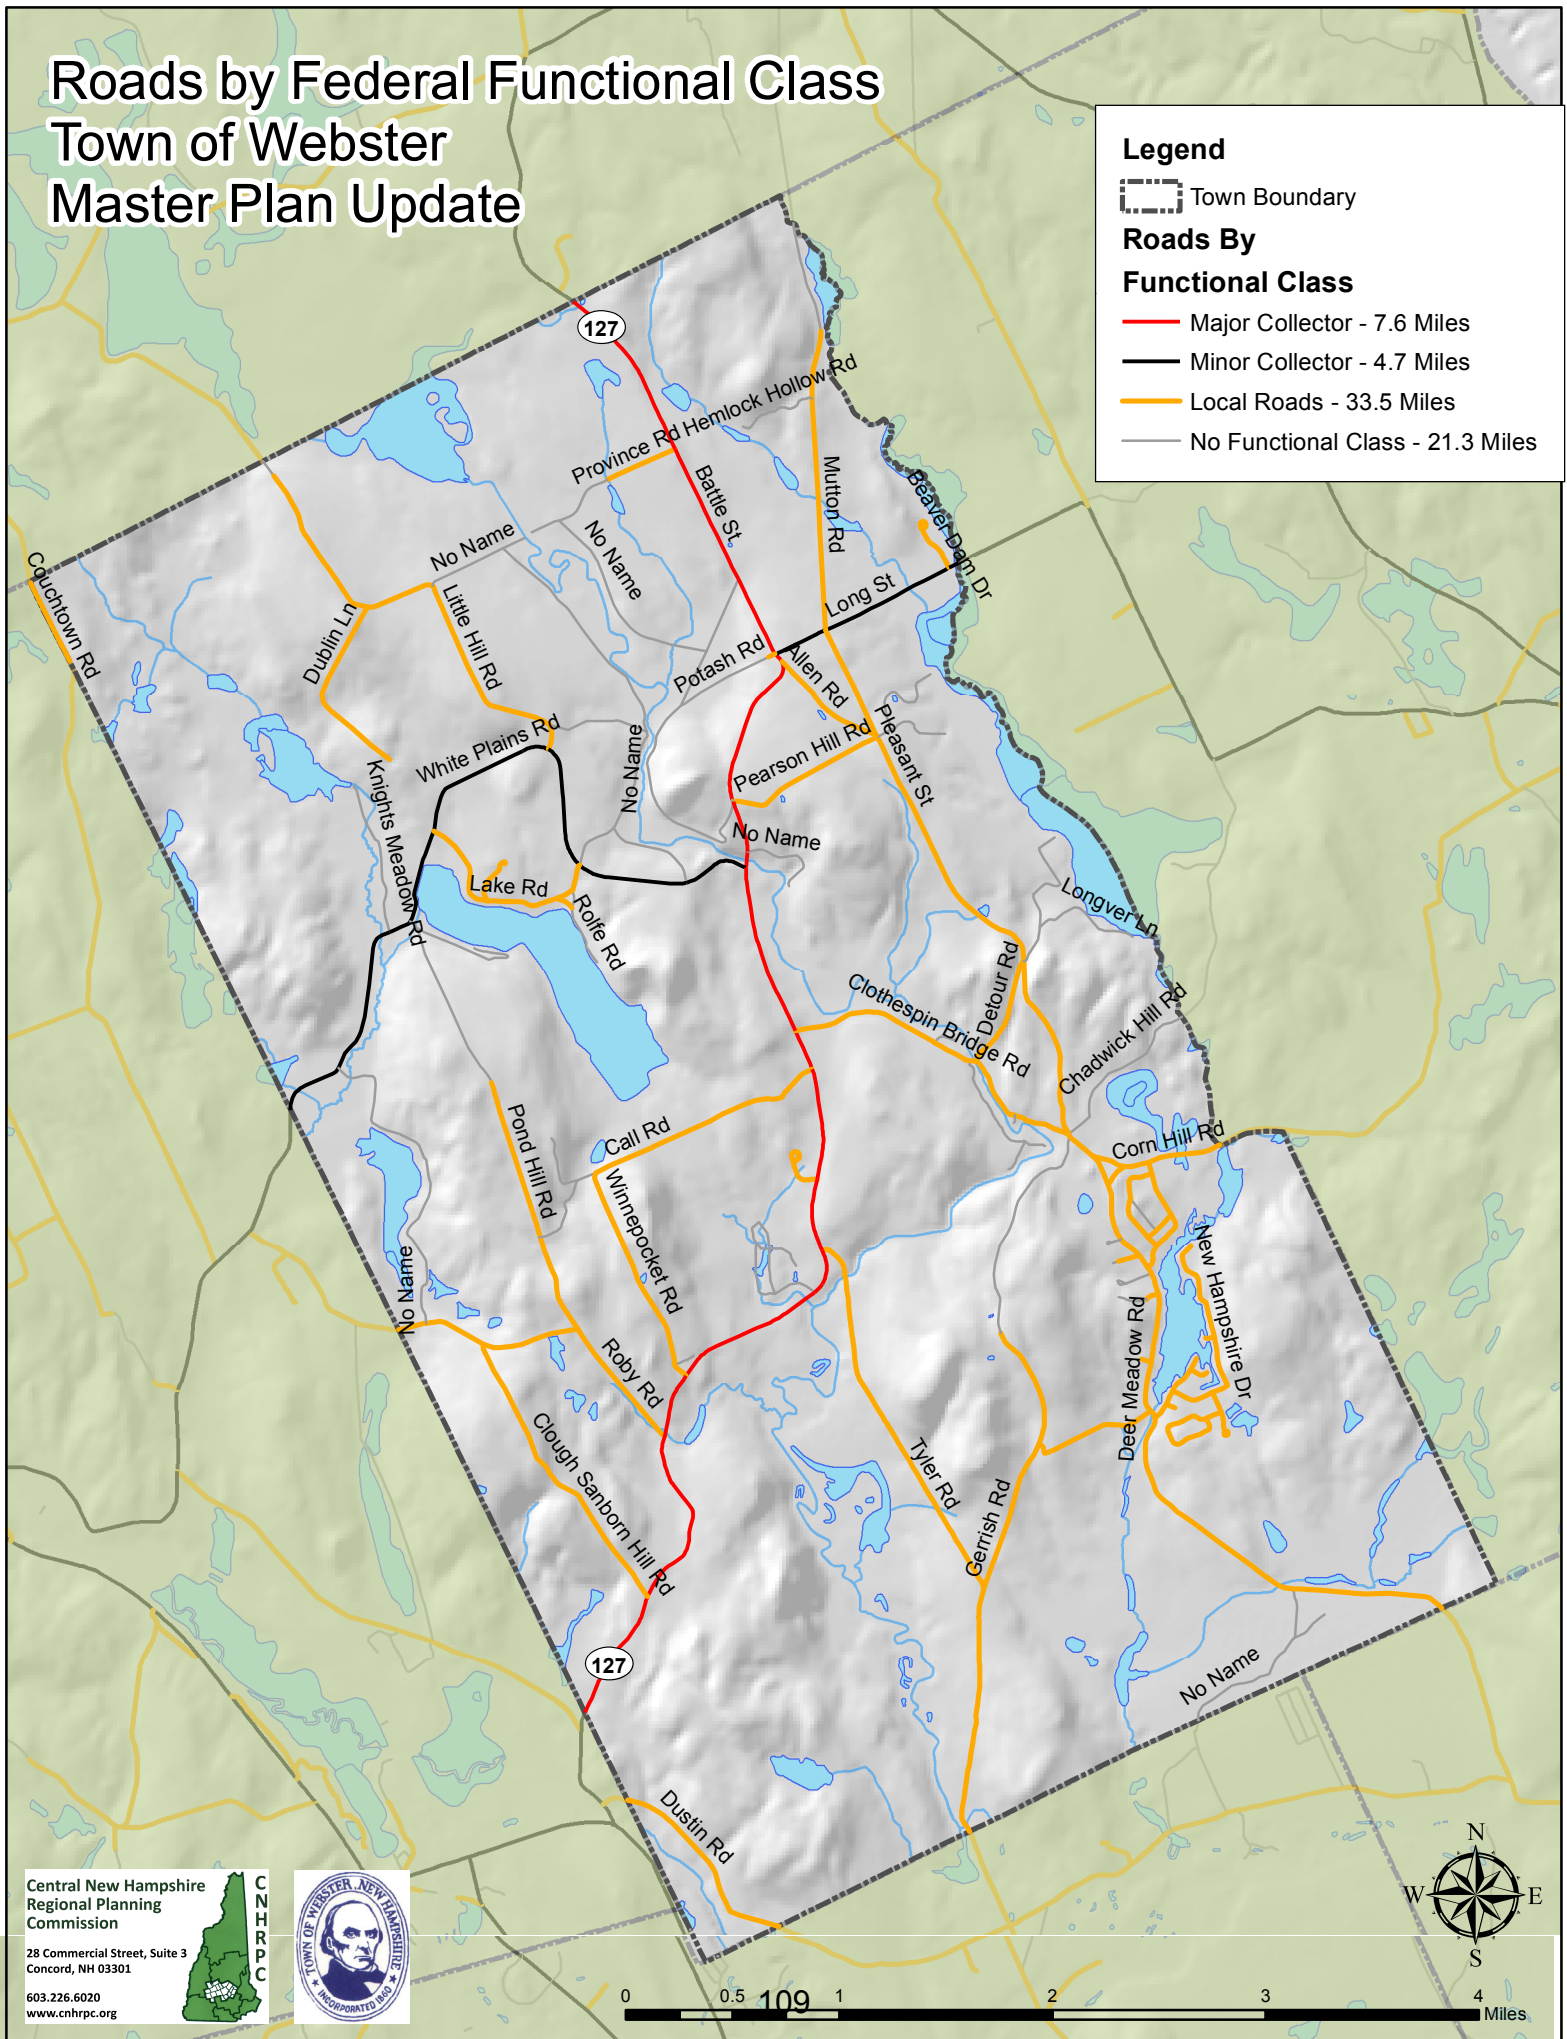 Roads by Federal Functional Class
Town of Webster
Master Plan Update
Legend
Town Boundary
Roads By
Functional Class
Major Collector - 7.6 Miles
Minor Collector - 4.7 Miles
Local Roads - 33.5 Miles
No Functional Class - 21.3 Miles
127
Hemlock Hollow Rd
Province Rd
Battle St
Mutton Rd
Beaver Dam Dr
No Name
No Name
Couchtown Rd
Dublin Ln
Little Hill Rd
Long St
Potash Rd
Allen Rd
White Plains Rd
No Name
Pearson Hill Rd
Pleasant St
Knights Meadow Rd
No Name
Lake Rd
Rolfe Rd
Longver Ln
Detour Rd
Clothespin Bridge Rd
Chadwick Hill Rd
Pond Hill Rd
Call Rd
Corn Hill Rd
Winnepocket Rd
No Name
New Hampshire Dr
Deer Meadow Rd
Roby Rd
Clough Sanborn Hill Rd
Tyler Rd
Gerrish Rd
127
No Name
Dustin Rd
N
W
E
S
Central New Hampshire
Regional Planning
Commission
28 Commercial Street, Suite 3
Concord, NH 03301
603.226.6020
www.cnhrpc.org
CNHRPC
TOWN OF WEBSTER, NEW HAMPSHIRE
INCORPORATED 1860
0 0.5 1 2 3 4
Miles
109